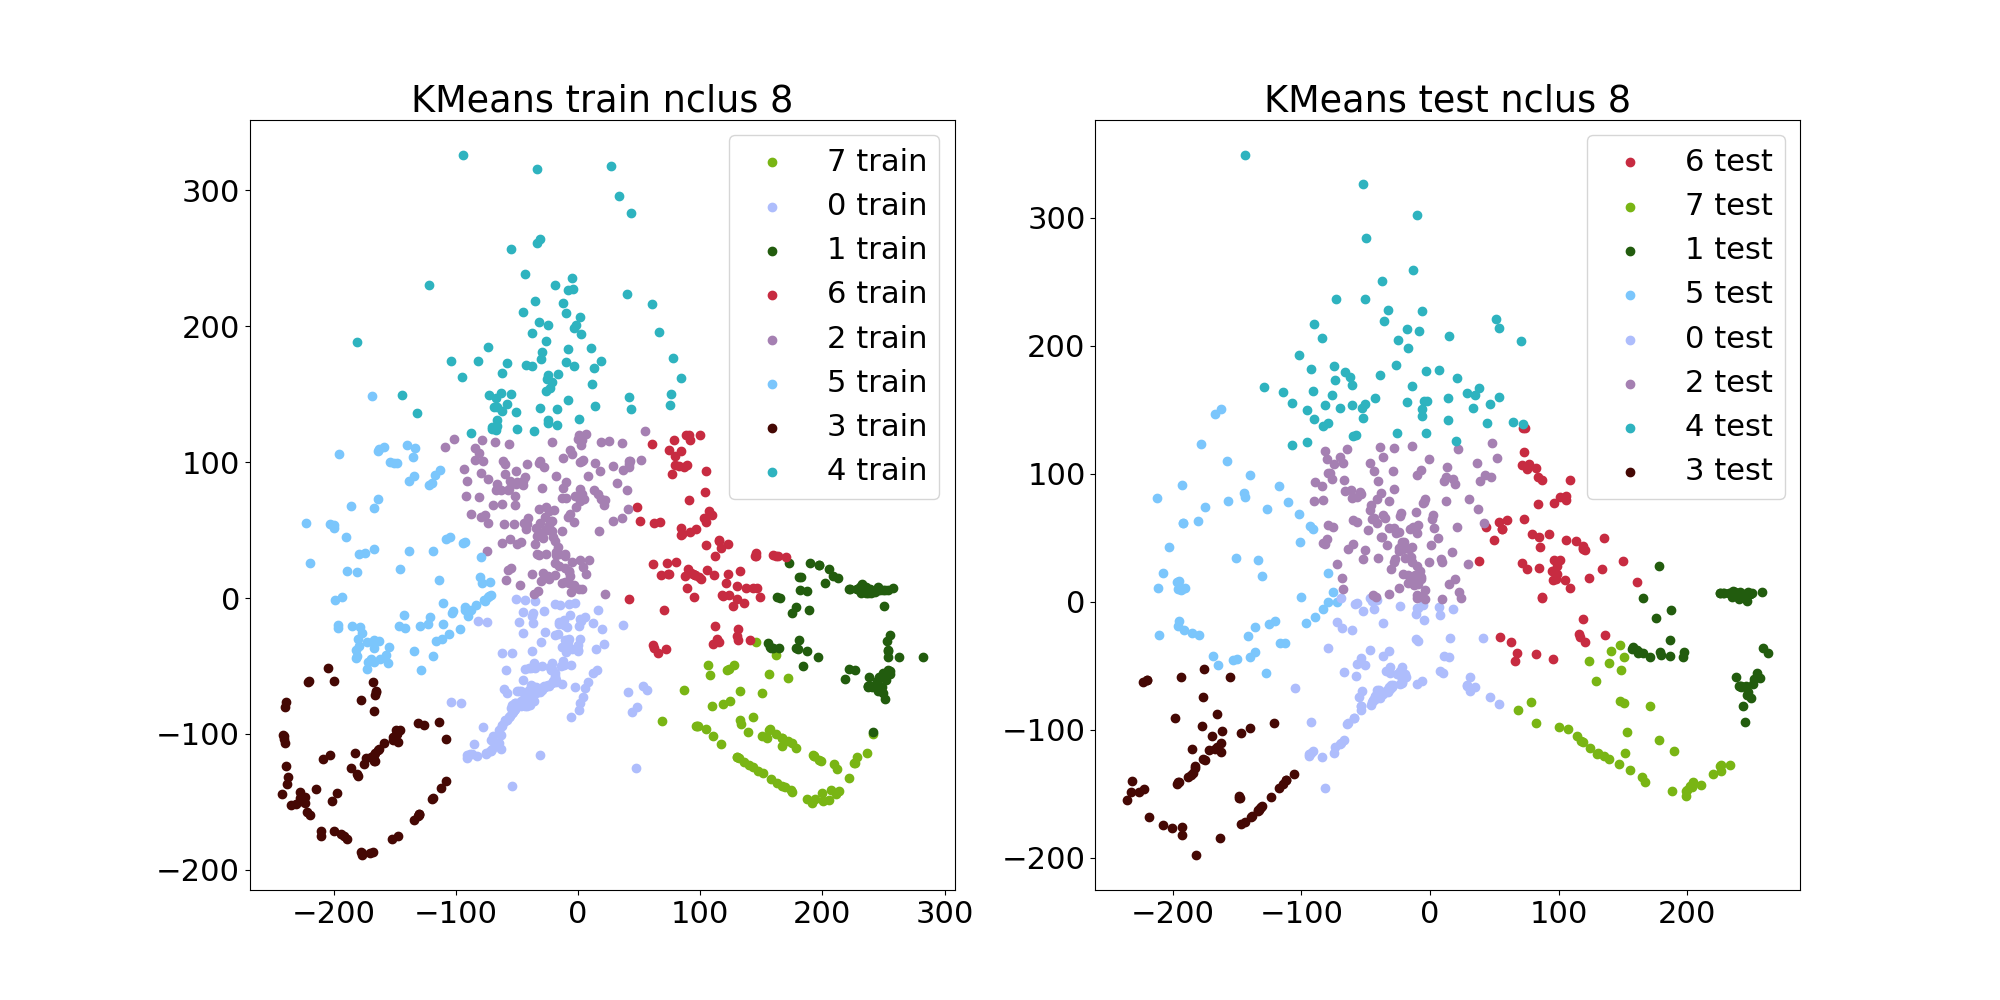 KMeans train nclus 8
300
200
100
0
−100
−200
−200
−100
0
100
200
300
7 train
0 train
1 train
6 train
2 train
5 train
3 train
4 train
KMeans test nclus 8
300
200
100
0
−100
−200
−200
−100
0
100
200
6 test
7 test
1 test
5 test
0 test
2 test
4 test
3 test